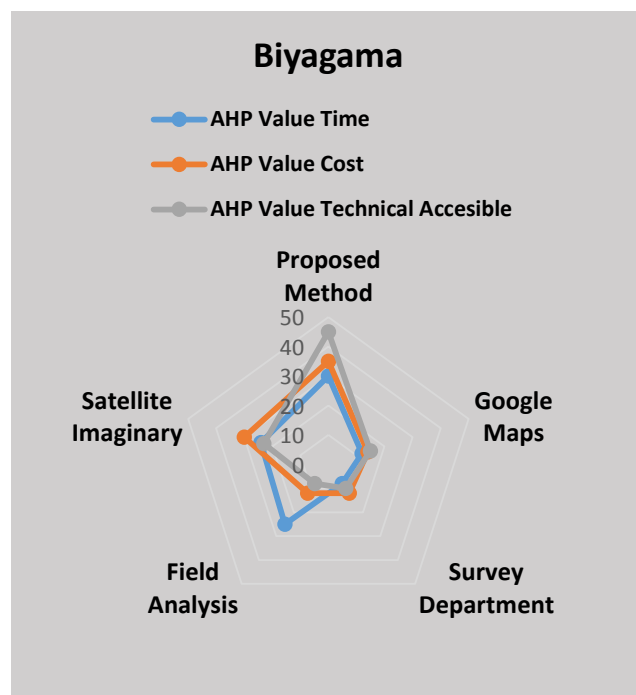 Biyagama
AHP Value Time
AHP Value Cost
AHP Value Technical Accesible
Proposed
Method
50
40
30
20
10
0
Google
Maps
Survey
Department
Field
Analysis
Satellite
Imaginary